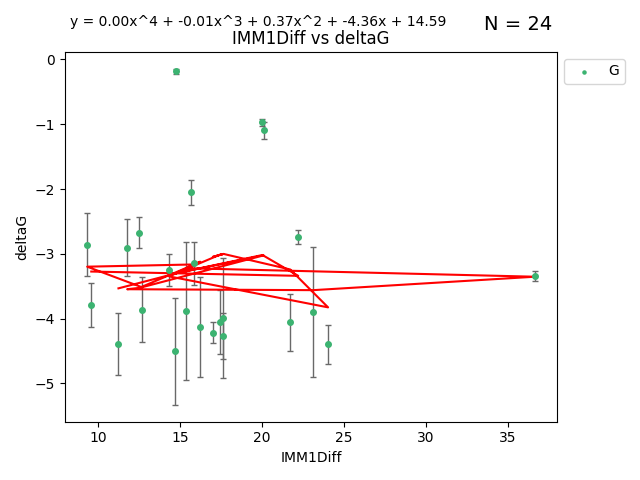 y = 0.00x^4 + -0.01x^3 + 0.37x^2 + -4.36x + 14.59
N = 24
IMM1Diff vs deltaG
G
0
−1
−2
−3
−4
−5
deltaG
10
15
20
25
30
35
IMM1Diff